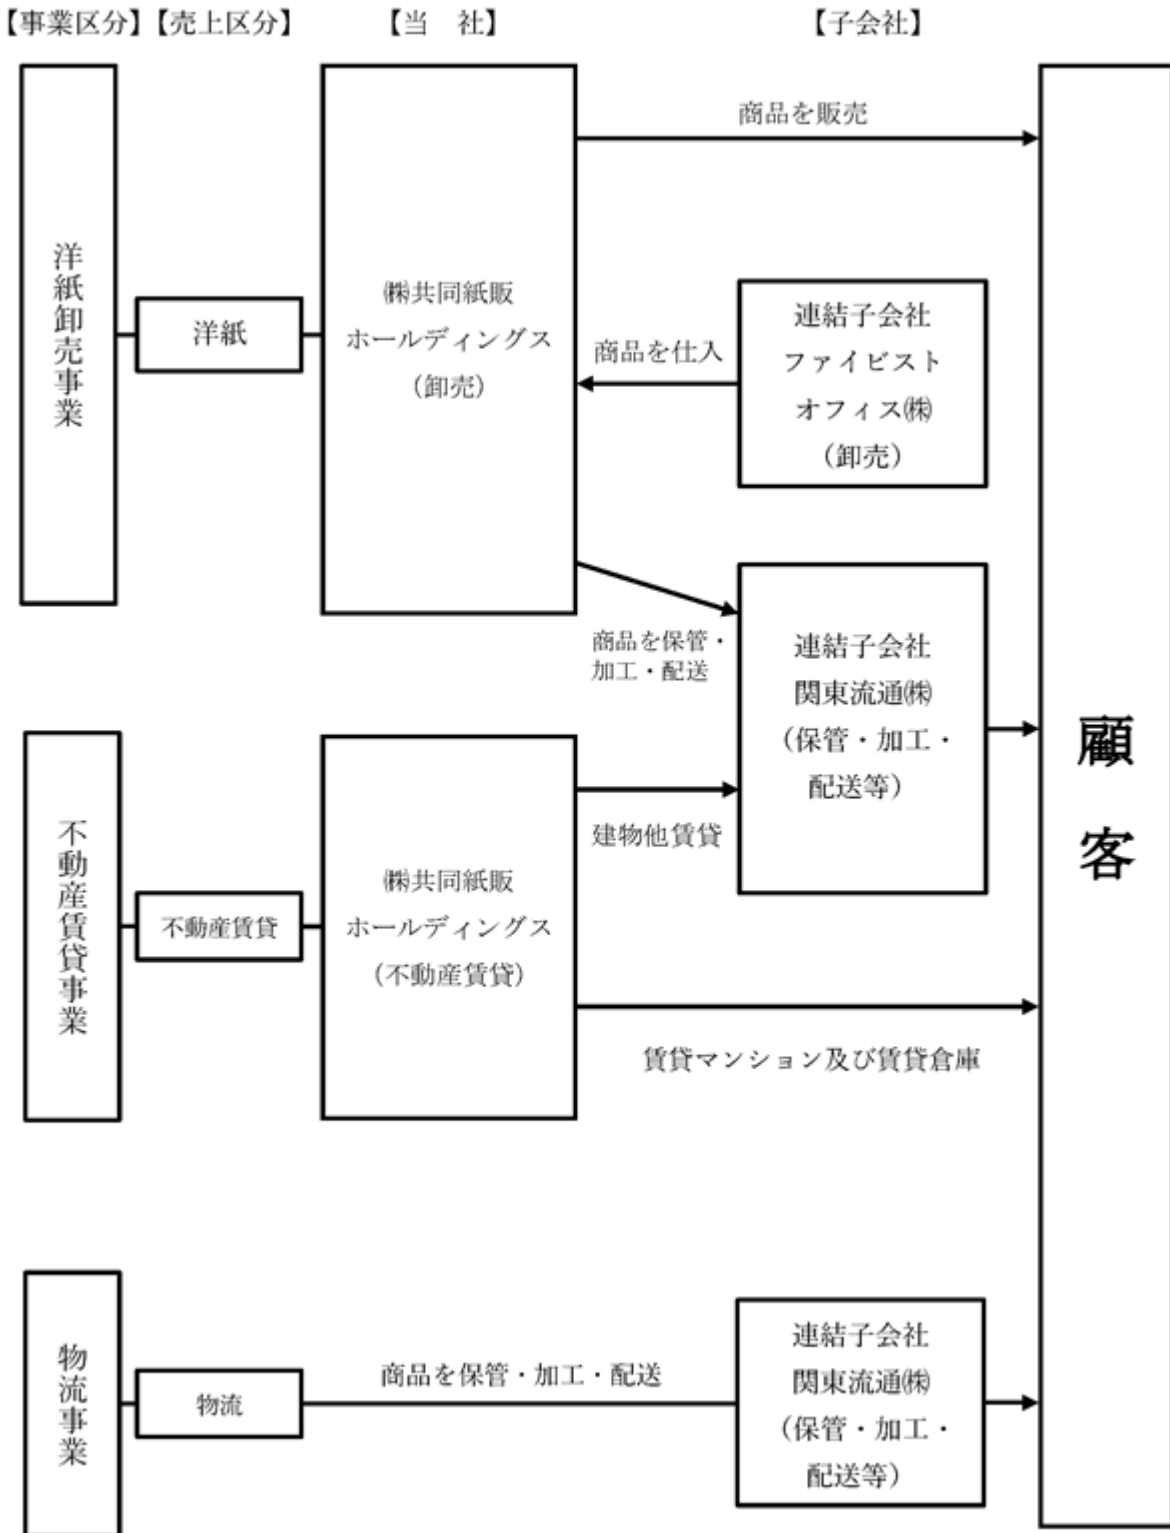 【事業区分】【売上区分】 【当 社】 【子会社】
商品を販売
洋紙卸売事業
洋紙
㈱共同紙販
ホールディングス
(卸売)
商品を仕入
連結子会社
ファイビスト
オフィス㈱
(卸売)
商品を保管・
加工・配送
連結子会社
関東流通㈱
(保管・加工・
配送等)
顧客
不動産賃貸事業
不動産賃貸
㈱共同紙販
ホールディングス
(不動産賃貸)
建物他賃貸
賃貸マンション及び賃貸倉庫
物流事業
物流
商品を保管・加工・配送
連結子会社
関東流通㈱
(保管・加工・
配送等)